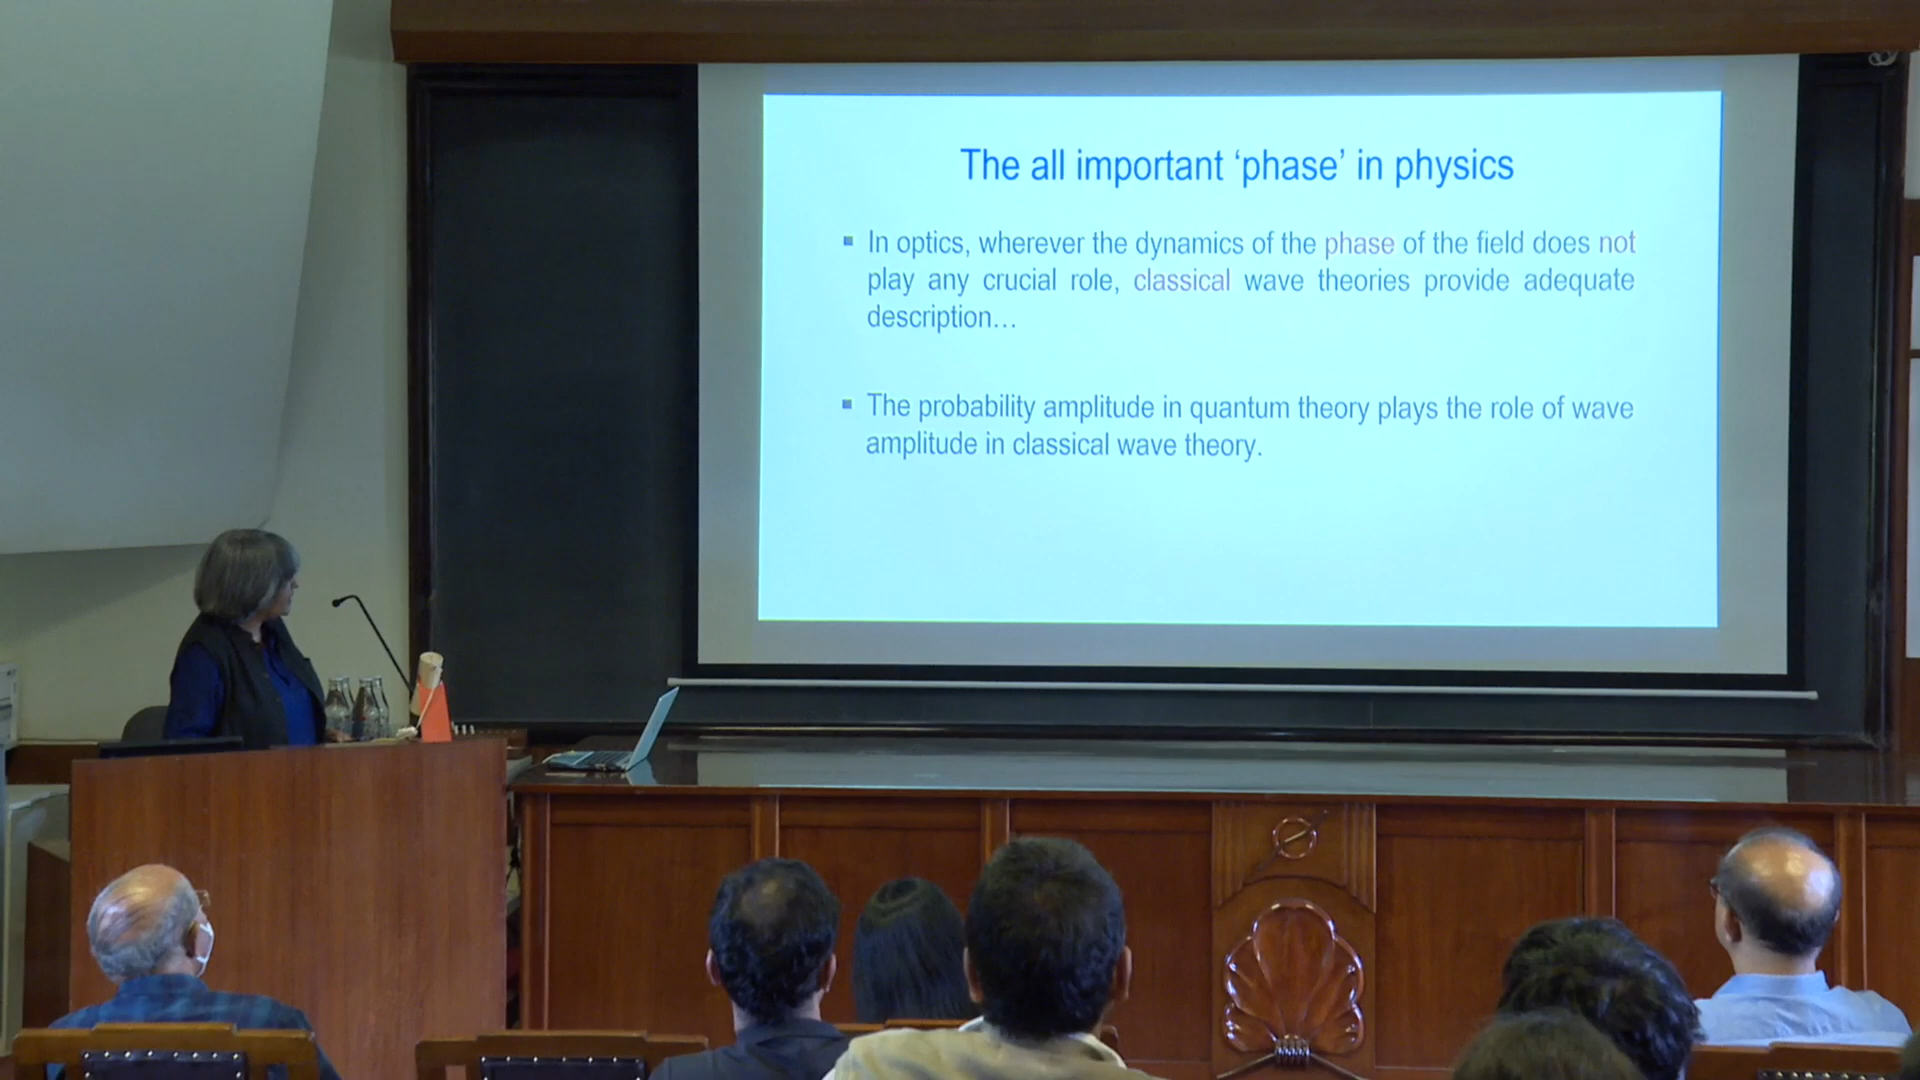 The all important ‘phase’ in physics
▪ In optics, wherever the dynamics of the phase of the field does not
play any crucial role, classical wave theories provide adequate
description…
▪ The probability amplitude in quantum theory plays the role of wave
amplitude in classical wave theory.